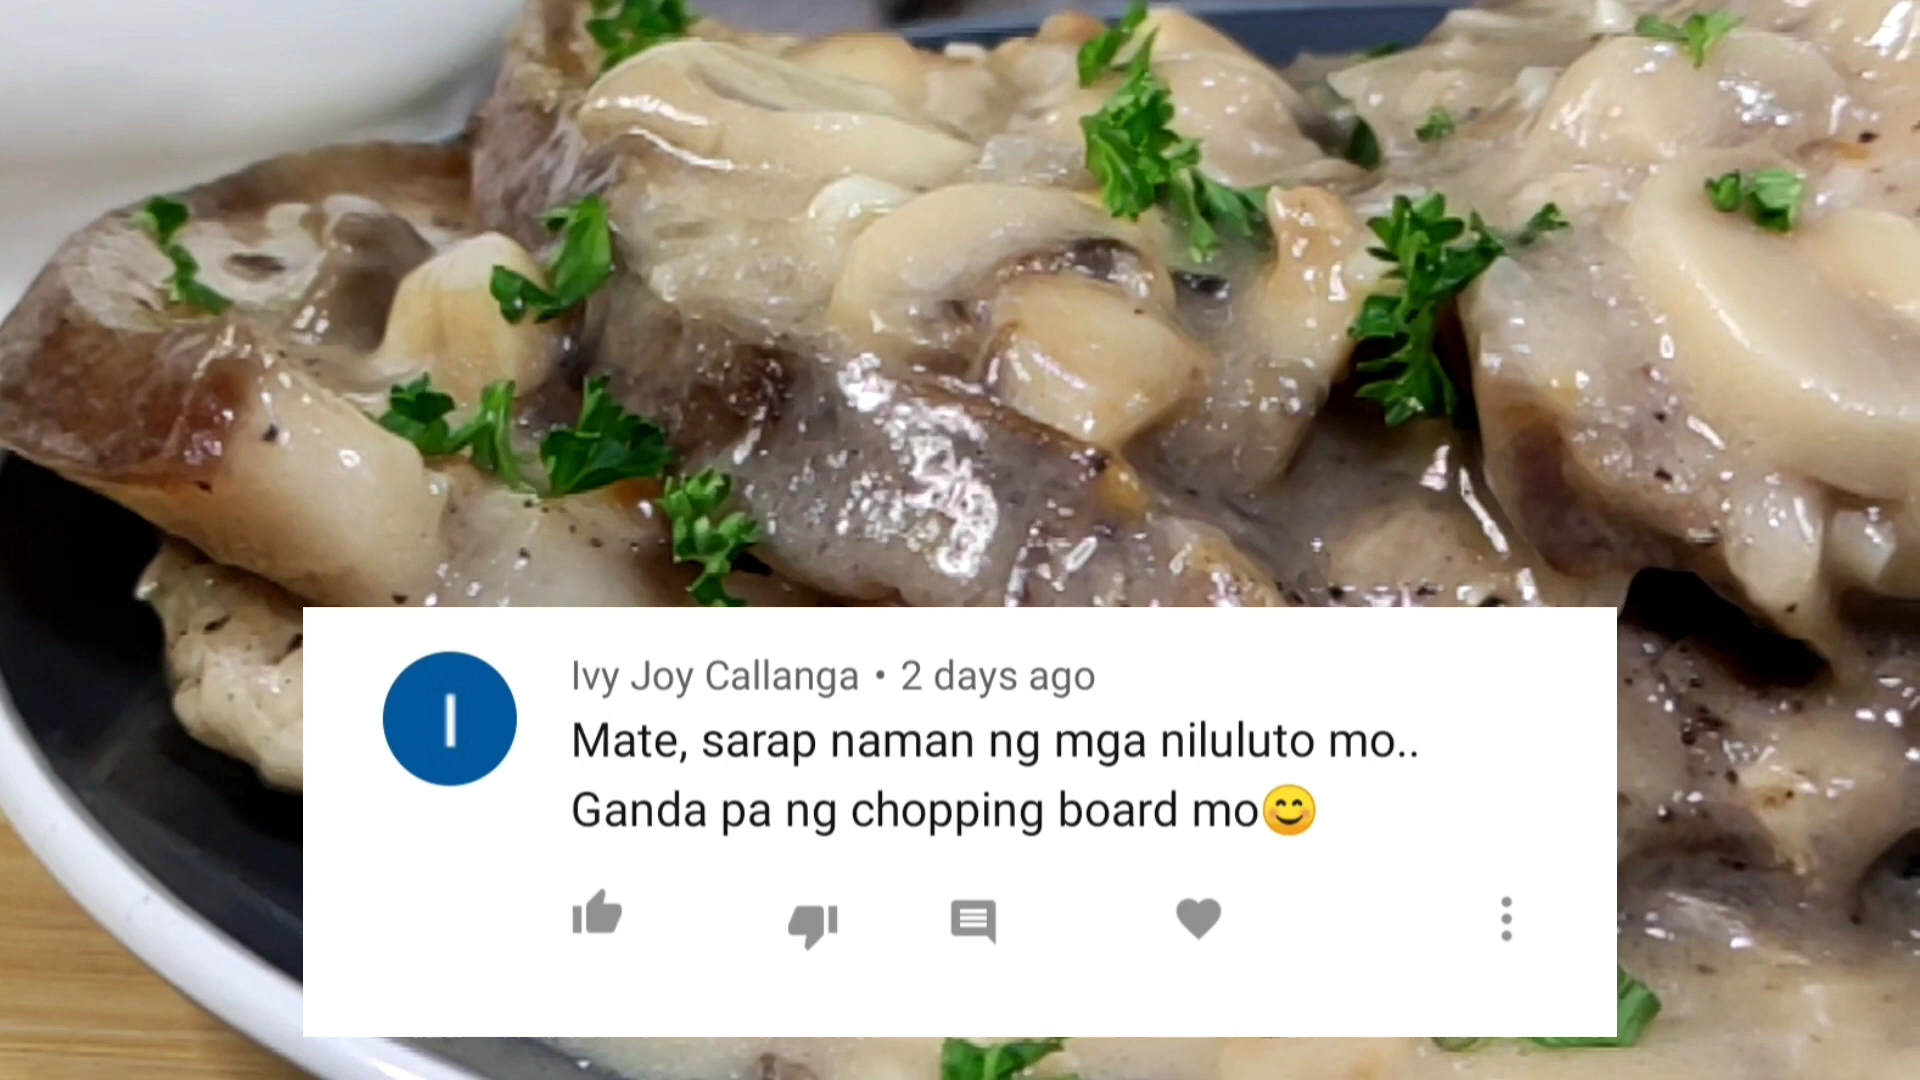 I
Ivy Joy Callanga • 2 days ago
Mate, sarap naman ng mga niluluto mo..
Ganda pa ng chopping board mo😊